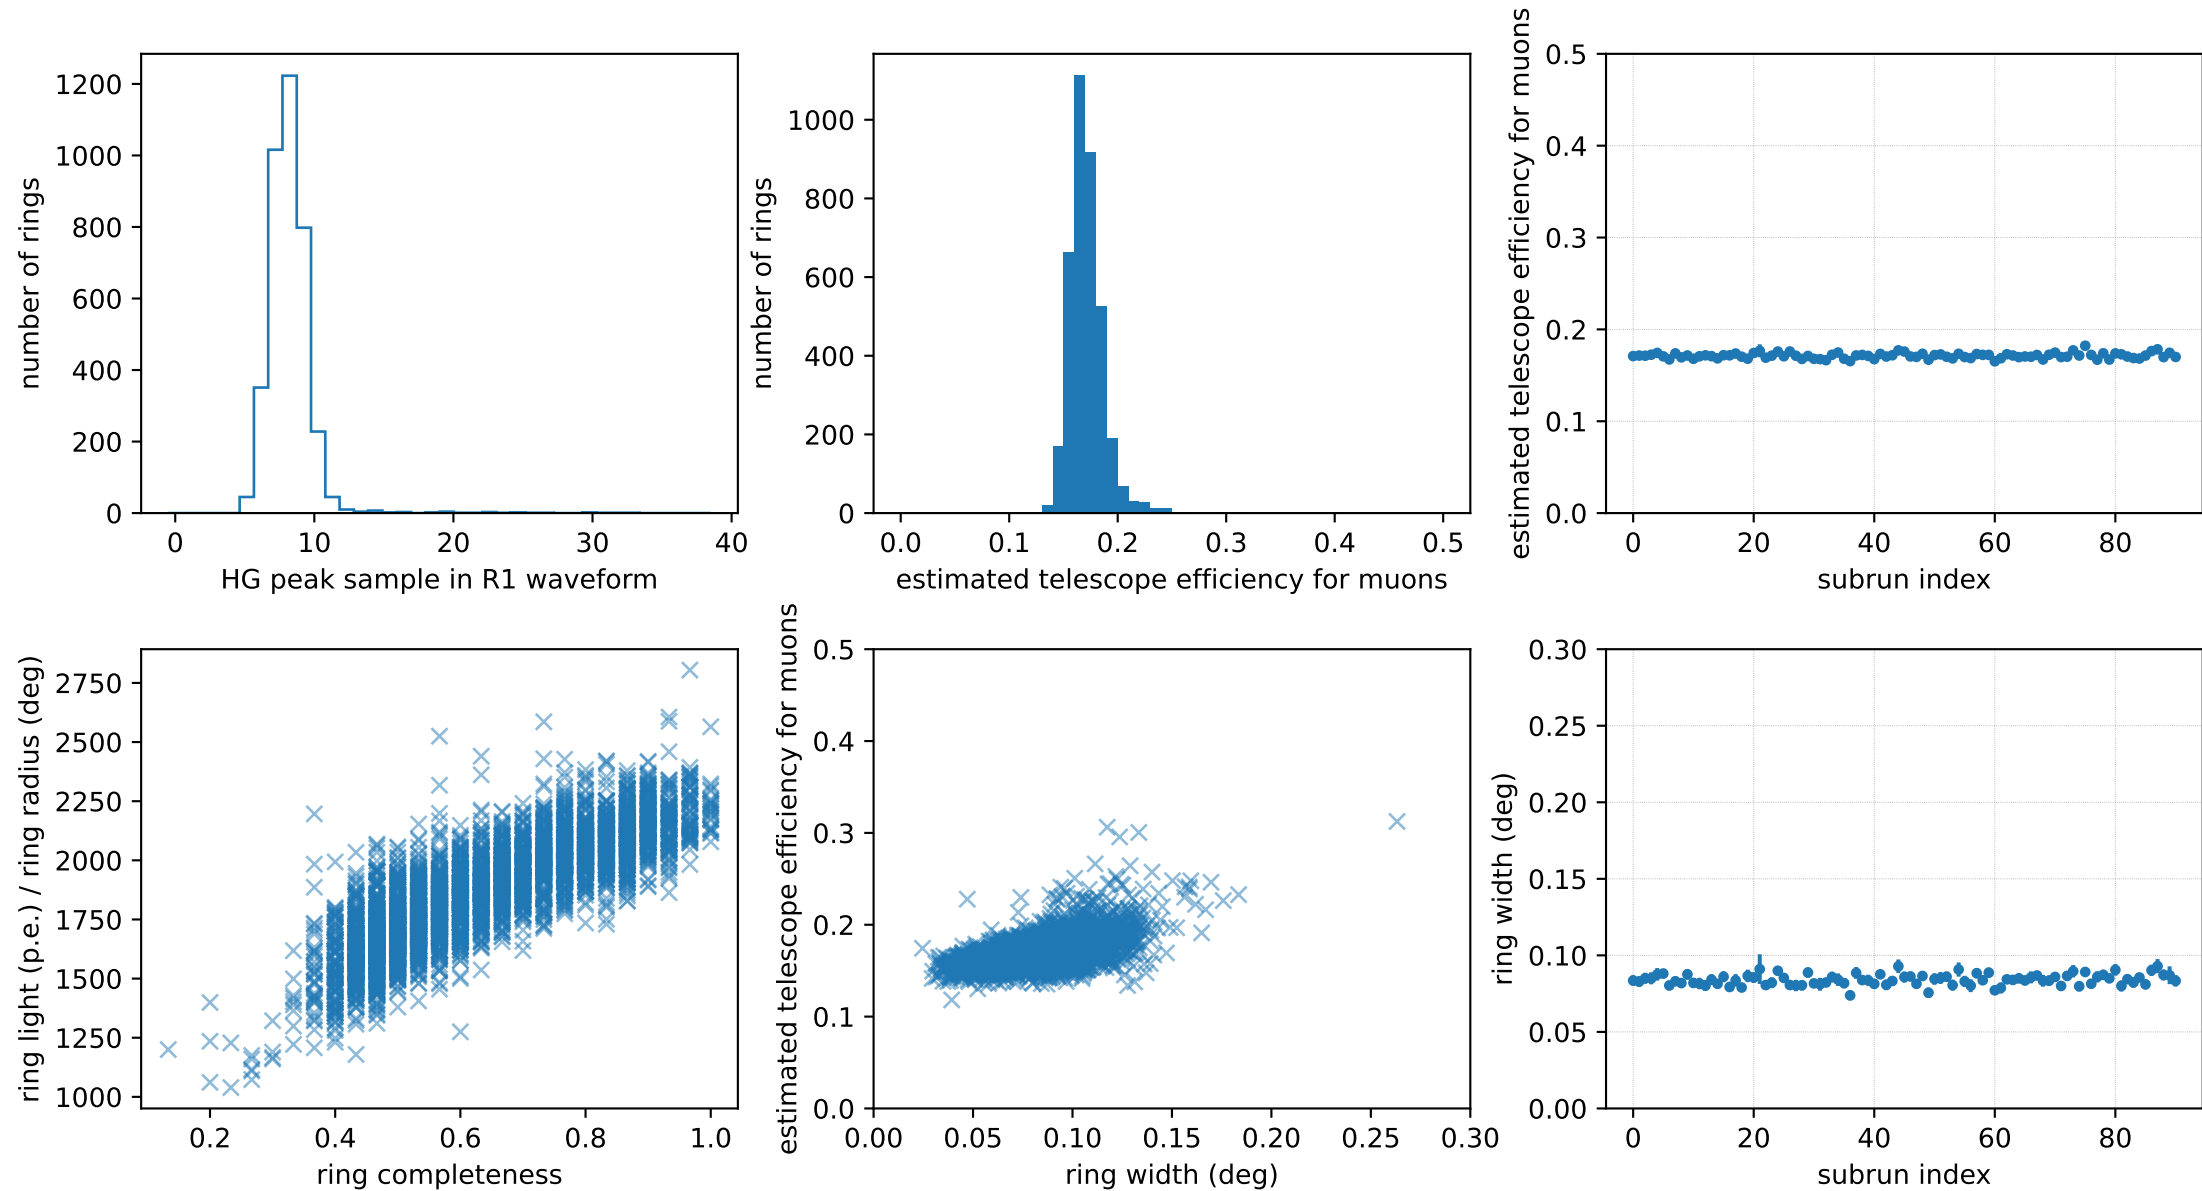 number of rings
1200
1000
800
600
400
200
0
0 10 20 30 40
HG peak sample in R1 waveform
number of rings
1000
800
600
400
200
0
0.0 0.1 0.2 0.3 0.4 0.5
estimated telescope efficiency for muons
estimated telescope efficiency for muons
0.5
0.4
0.3
0.2
0.1
0.0
0 20 40 60 80
subrun index
ring light (p.e.) / ring radius (deg)
2750
2500
2250
2000
1750
1500
1250
1000
0.2 0.4 0.6 0.8 1.0
ring completeness
estimated telescope efficiency for muons
0.5
0.4
0.3
0.2
0.1
0.0
0.00 0.05 0.10 0.15 0.20 0.25 0.30
ring width (deg)
ring width (deg)
0.30
0.25
0.20
0.15
0.10
0.05
0.00
0 20 40 60 80
subrun index